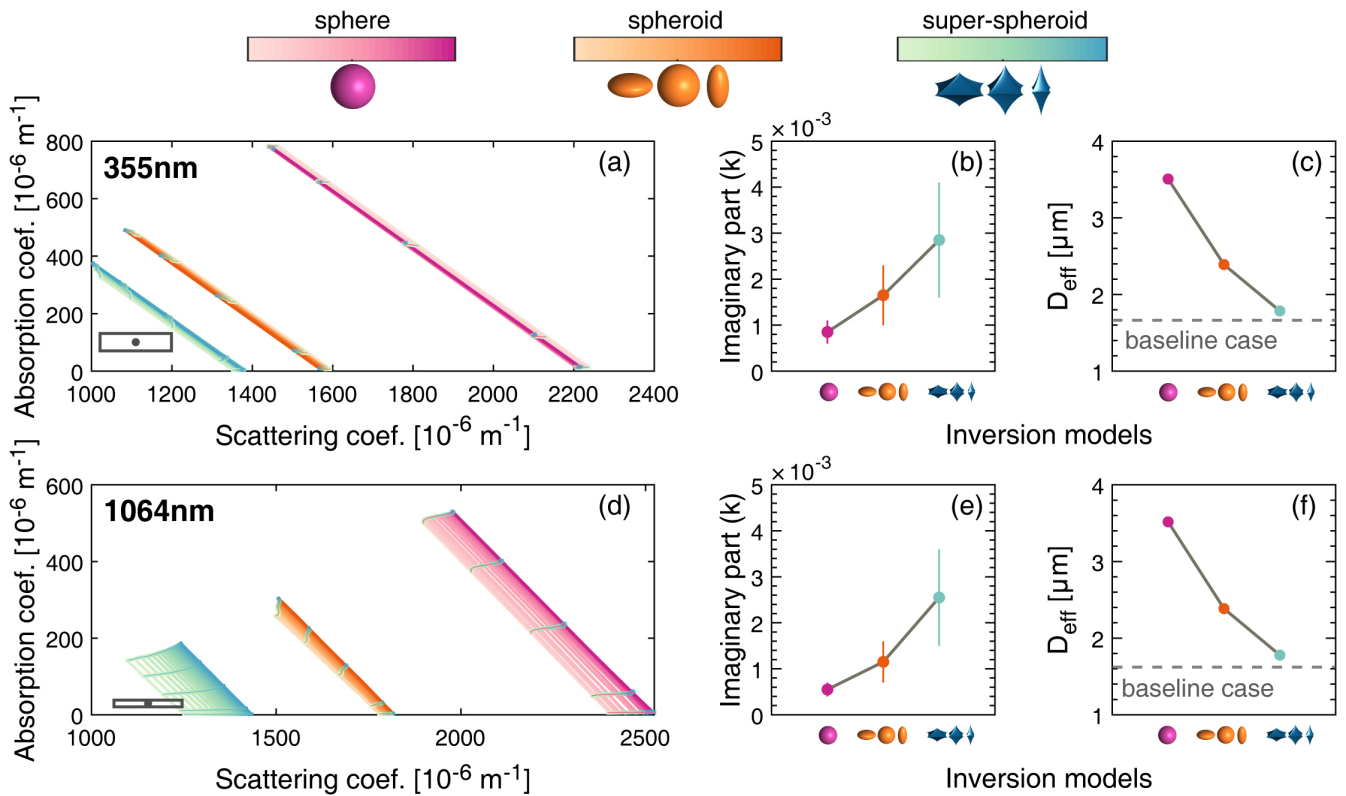 sphere
spheroid
super-spheroid
355nm
(a)
Absorption coef. [10-6 m-1]
800
600
400
200
0
1000 1200 1400 1600 1800 2000 2200 2400
Scattering coef. [10-6 m-1]
×10-3
(b)
Imaginary part (k)
5
4
3
2
1
0
(c)
Deff [μm]
4
3
2
1
baseline case
Inversion models
1064nm
(d)
Absorption coef. [10-6 m-1]
600
400
200
0
1000 1500 2000 2500
Scattering coef. [10-6 m-1]
×10-3
(e)
Imaginary part (k)
5
4
3
2
1
0
(f)
Deff [μm]
4
3
2
1
baseline case
Inversion models